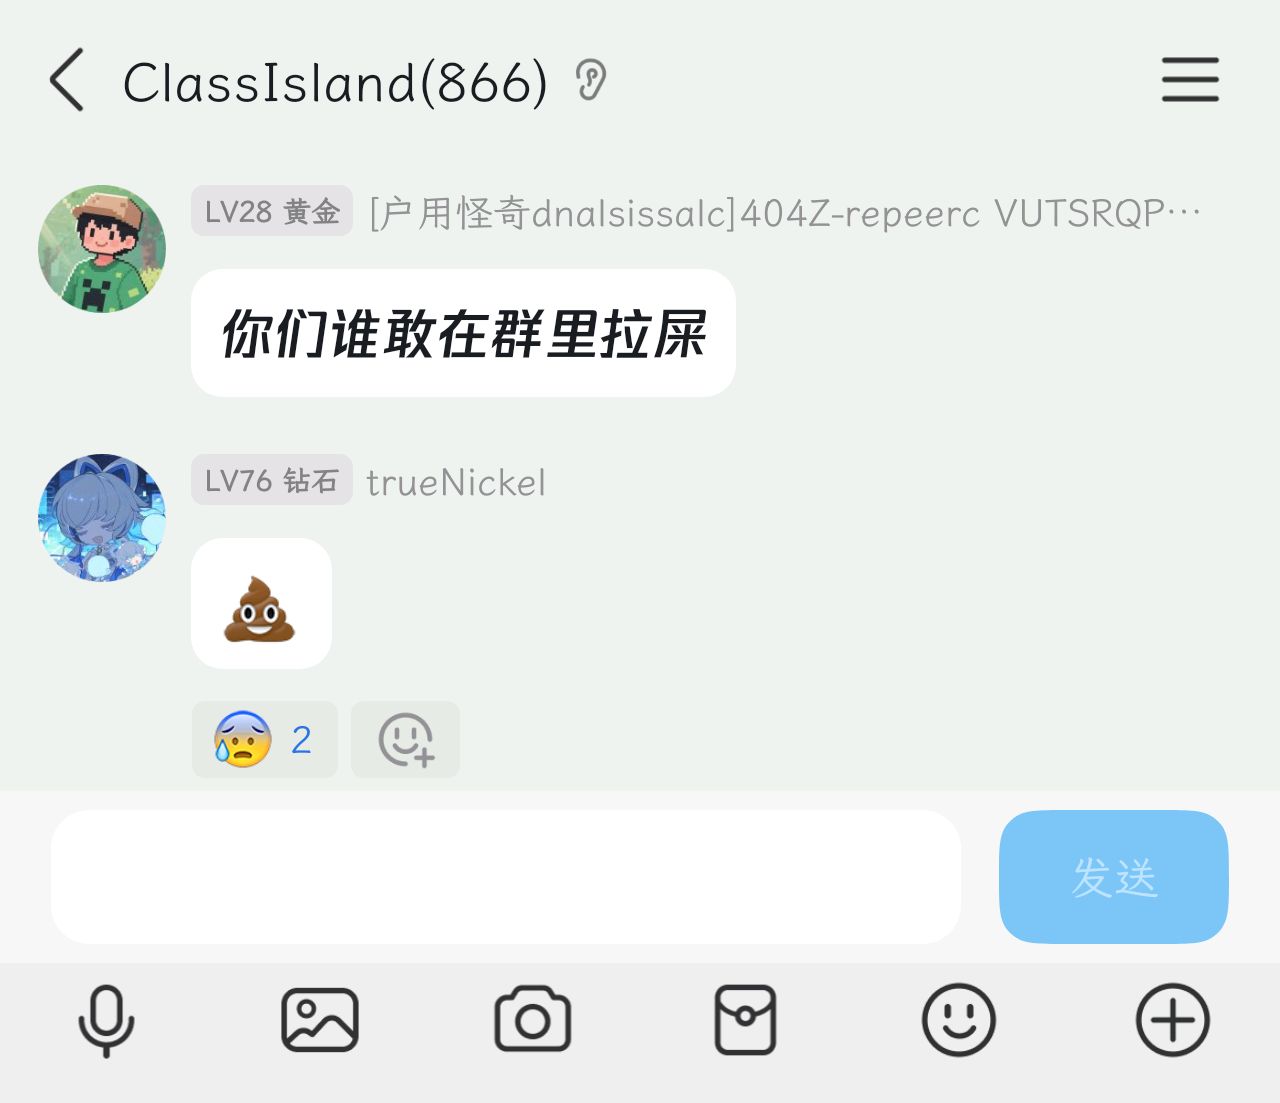 ClassIsland(866)
LV28 黄金 [户用怪奇dnalsissalc]404Z-repeerc VUTSRQP…
你们谁敢在群里拉屎
LV76 钻石 trueNickel
💩
😰 2
发送